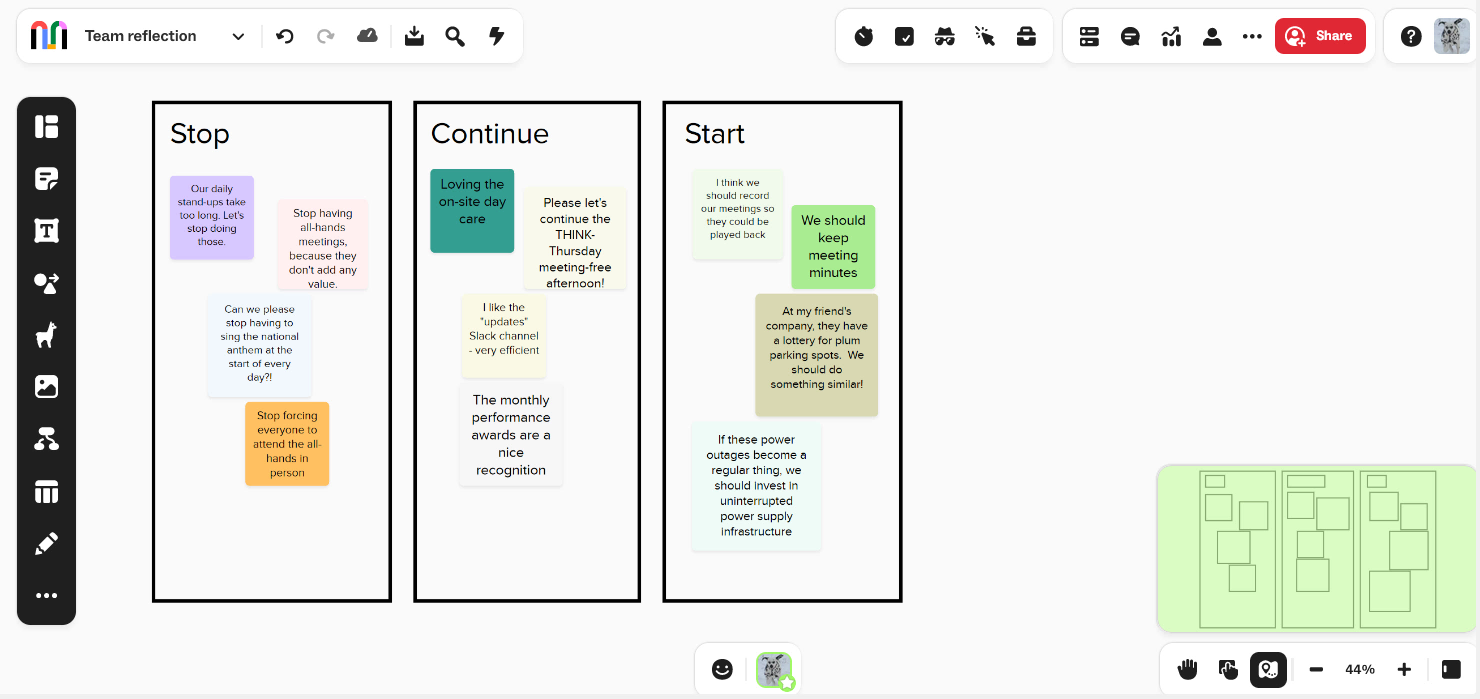 Team reflection
Share
Stop
Our daily
stand-ups take
too long. Let's
stop doing
those.
Stop having
all-hands
meetings,
because they
don't add any
value.
Can we please
stop having to
sing the national
anthem at the
start of every
day?!
Stop forcing
everyone to
attend the all-
hands in
person
Continue
Loving the
on-site day
care
Please let's
continue the
THINK-
Thursday
meeting-free
afternoon!
I like the
"updates"
Slack channel
- very efficient
The monthly
performance
awards are a
nice
recognition
Start
I think we
should record
our meetings so
they could be
played back
We should
keep
meeting
minutes
At my friend's
company, they have
a lottery for plum
parking spots.  We
should do
something similar!
If these power
outages become a
regular thing, we
should invest in
uninterrupted
power supply
infrastructure
44%